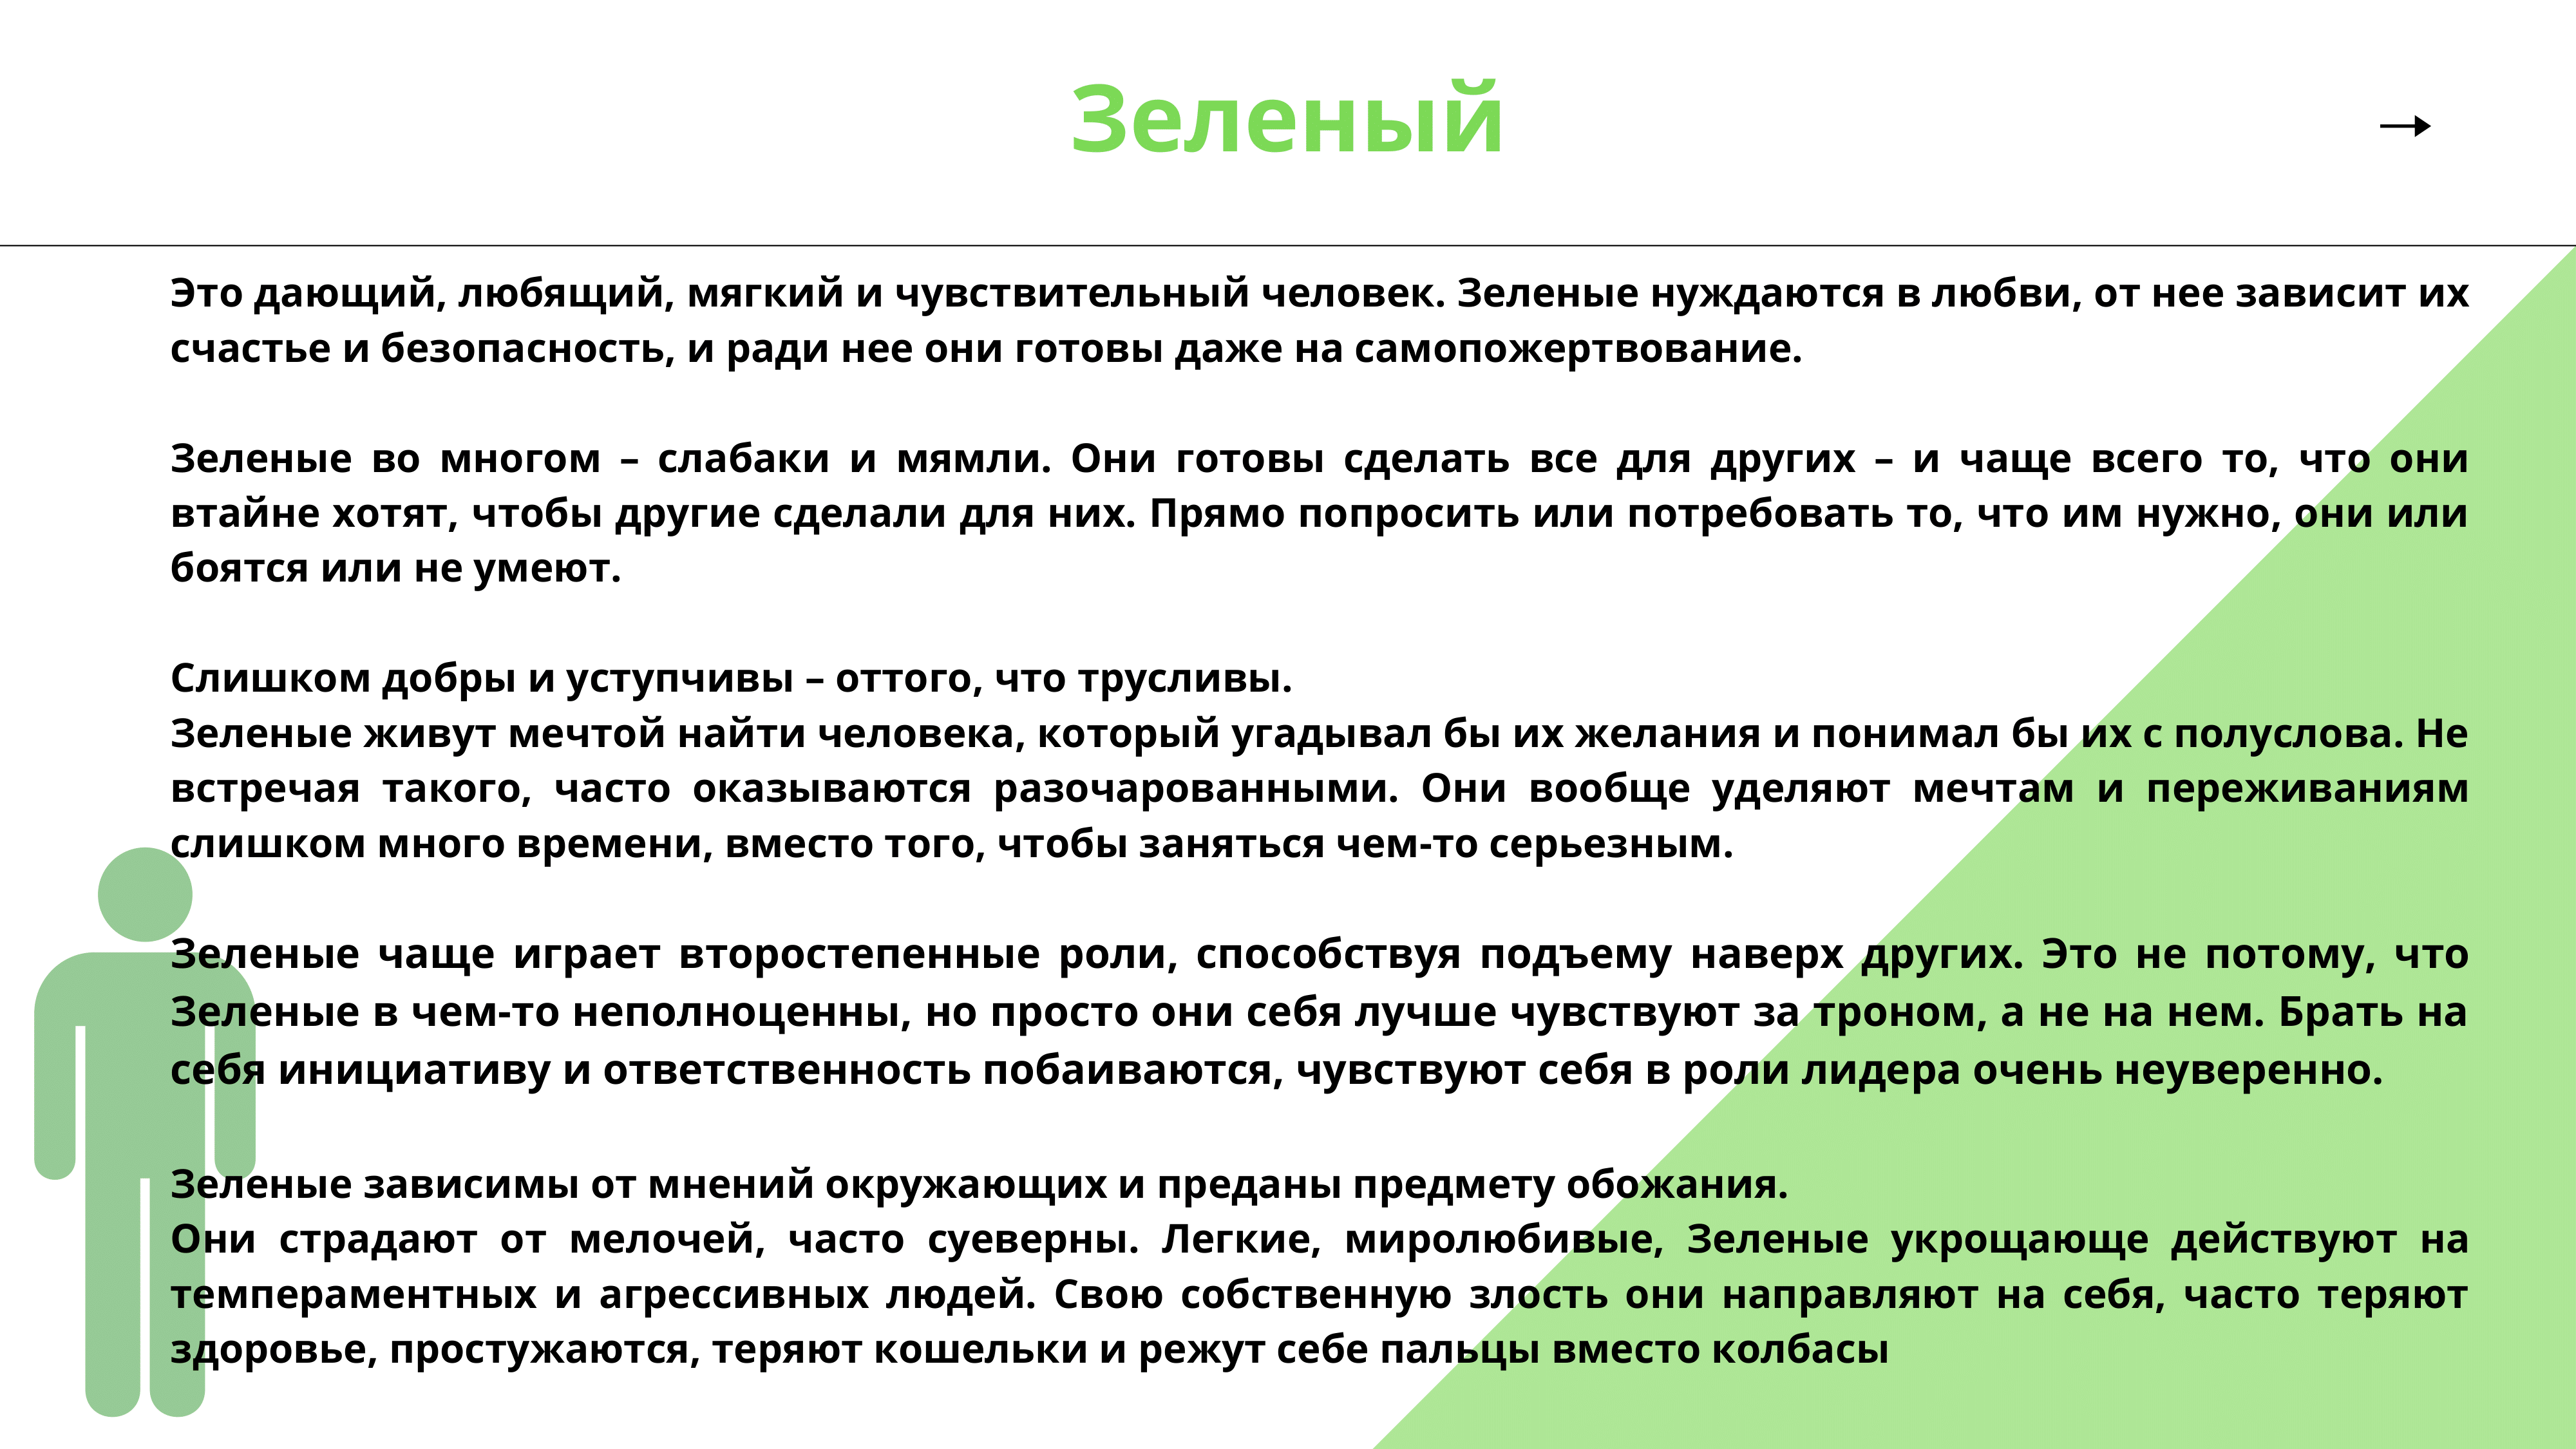 Зеленый
Это дающий, любящий, мягкий и чувствительный человек. Зеленые нуждаются в любви, от нее зависит их
счастье и безопасность, и ради нее они готовы даже на самопожертвование.
Зеленые во многом – слабаки и мямли. Они готовы сделать все для других – и чаще всего то, что они
втайне хотят, чтобы другие сделали для них. Прямо попросить или потребовать то, что им нужно, они или
боятся или не умеют.
Слишком добры и уступчивы – оттого, что трусливы.
Зеленые живут мечтой найти человека, который угадывал бы их желания и понимал бы их с полуслова. Не
встречая такого, часто оказываются разочарованными. Они вообще уделяют мечтам и переживаниям
слишком много времени, вместо того, чтобы заняться чем-то серьезным.
Зеленые чаще играет второстепенные роли, способствуя подъему наверх других. Это не потому, что
Зеленые в чем-то неполноценны, но просто они себя лучше чувствуют за троном, а не на нем. Брать на
себя инициативу и ответственность побаиваются, чувствуют себя в роли лидера очень неуверенно.
Зеленые зависимы от мнений окружающих и преданы предмету обожания.
Они страдают от мелочей, часто суеверны. Легкие, миролюбивые, Зеленые укрощающе действуют на
темпераментных и агрессивных людей. Свою собственную злость они направляют на себя, часто теряют
здоровье, простужаются, теряют кошельки и режут себе пальцы вместо колбасы